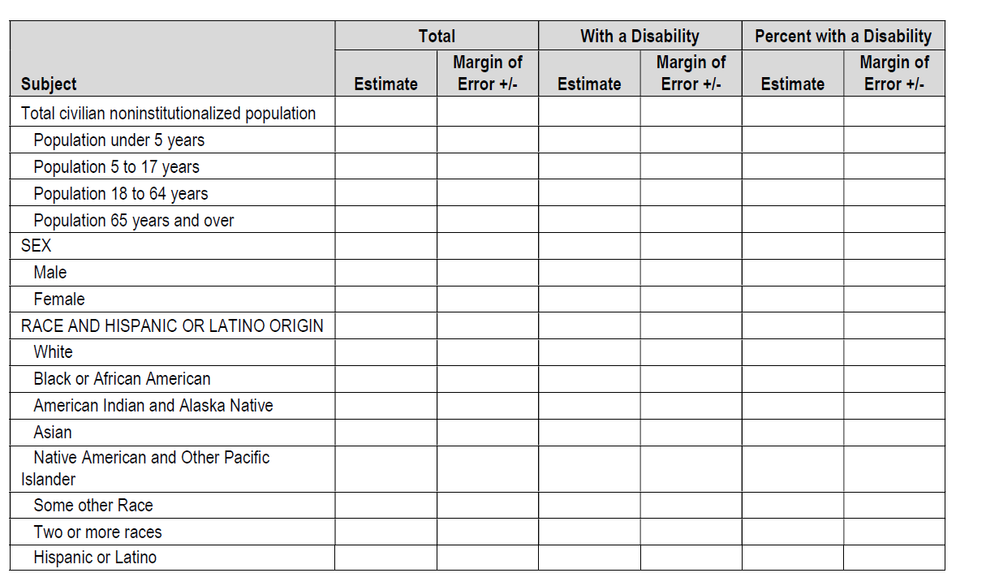 Total With a Disability Percent with a Disability
Subject Estimate Margin of Error +/- Estimate Margin of Error +/- Estimate Margin of Error +/-
Total civilian noninstitutionalized population
Population under 5 years
Population 5 to 17 years
Population 18 to 64 years
Population 65 years and over
SEX
Male
Female
RACE AND HISPANIC OR LATINO ORIGIN
White
Black or African American
American Indian and Alaska Native
Asian
Native American and Other Pacific
Islander
Some other Race
Two or more races
Hispanic or Latino